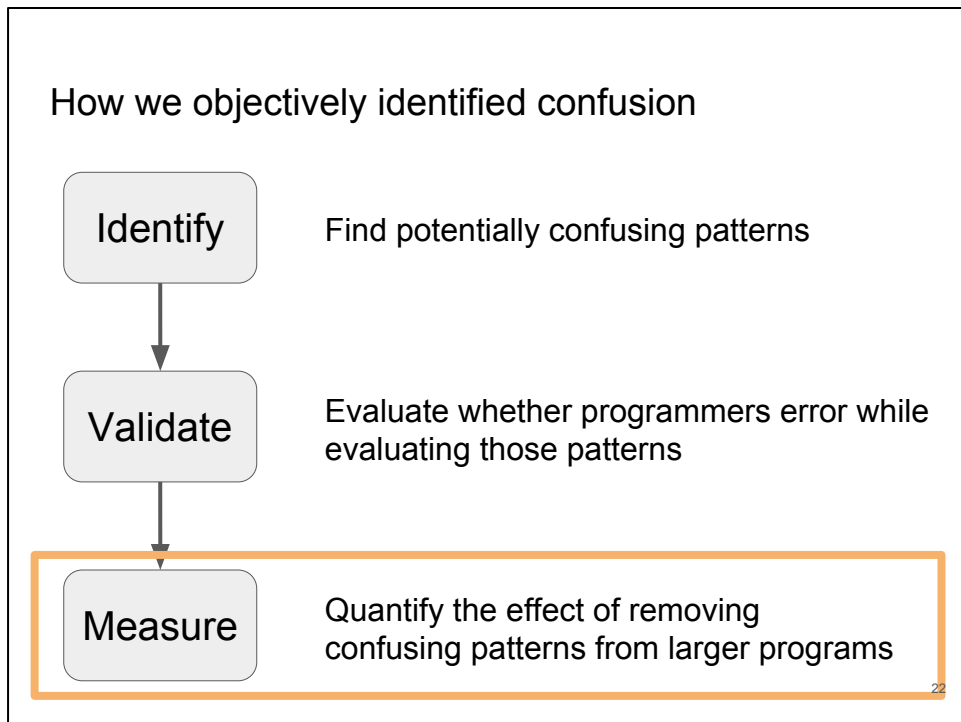 How we objectively identified confusion
Identify
Find potentially confusing patterns
Validate
Evaluate whether programmers error while
evaluating those patterns
Measure
Quantify the effect of removing
confusing patterns from larger programs
22